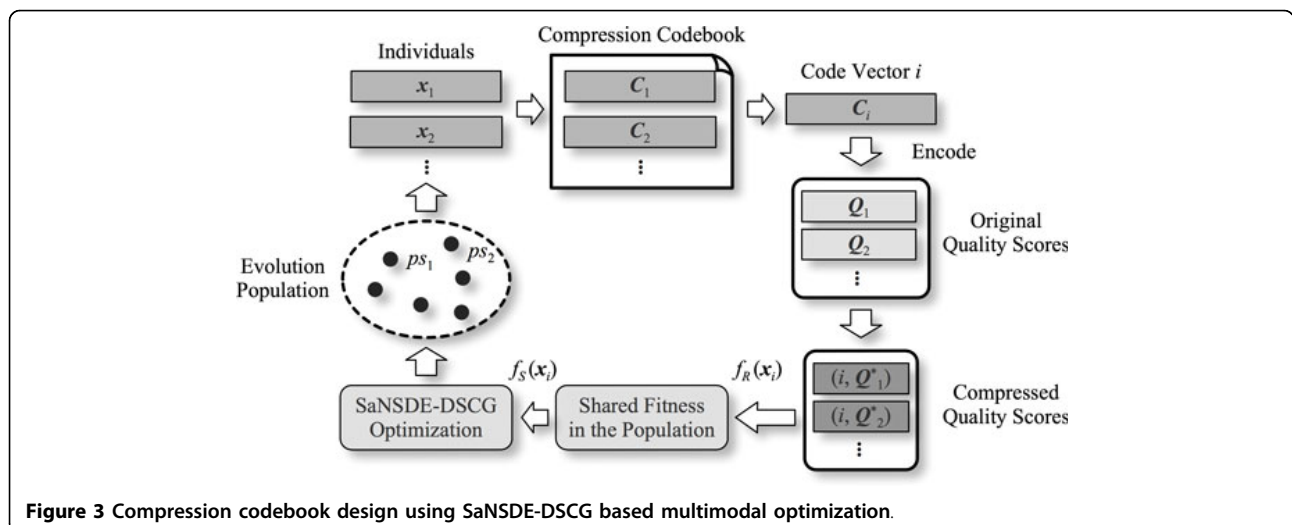 Individuals
x₁
x₂
⋮
Compression Codebook
C₁
C₂
⋮
Code Vector i
Cᵢ
Encode
Q₁
Q₂
⋮
Original
Quality Scores
Evolution
Population
ps₁
ps₂
(i, Q*₁)
(i, Q*₂)
⋮
Compressed
Quality Scores
f_R(xᵢ)
Shared Fitness
in the Population
f_S(xᵢ)
SaNSDE-DSCG
Optimization
Figure 3 Compression codebook design using SaNSDE-DSCG based multimodal optimization.